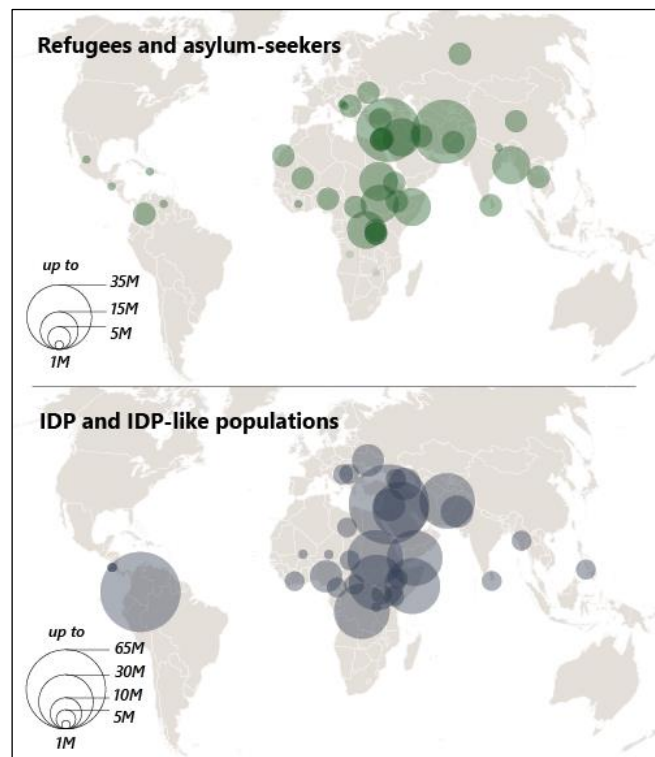 Refugees and asylum-seekers
up to
35M
15M
5M
1M
IDP and IDP-like populations
up to
65M
30M
10M
5M
1M